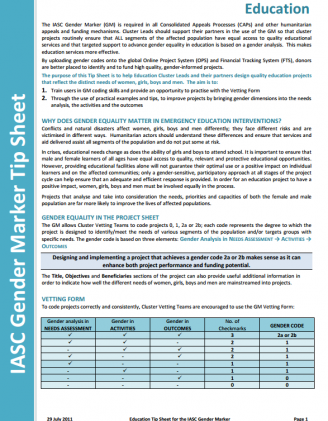 Education
IASC Gender Marker Tip Sheet
The IASC Gender Marker (GM) is required in all Consolidated Appeals Processes (CAPs) and other humanitarian
appeals and funding mechanisms. Cluster Leads should support their partners in the use of the GM so that cluster
projects routinely ensure that ALL segments of the affected population have equal access to quality educational
services and that targeted support to advance gender equality in education is based on a gender analysis. This makes
education services more effective.
By uploading gender codes onto the global Online Project System (OPS) and Financial Tracking System (FTS), donors
are better placed to identify and to fund high quality, gender-informed projects.
The purpose of this Tip Sheet is to help Education Cluster Leads and their partners design quality education projects
that reflect the distinct needs of women, girls, boys and men. The aim is to:
1. Train users in GM coding skills and provide an opportunity to practise with the Vetting Form
2. Through the use of practical examples and tips, to improve projects by bringing gender dimensions into the needs
analysis, the activities and the outcomes
WHY DOES GENDER EQUALITY MATTER IN EMERGENCY EDUCATION INTERVENTIONS?
Conflicts and natural disasters affect women, girls, boys and men differently; they face different risks and are
victimised in different ways. Humanitarian actors should understand these differences and ensure that services and
aid delivered assist all segments of the population and do not put some at risk.
In crises, educational needs change as does the ability of girls and boys to attend school. It is important to ensure that
male and female learners of all ages have equal access to quality, relevant and protective educational opportunities.
However, providing educational facilities alone will not guarantee their optimal use or a positive impact on individual
learners and on the affected communities; only a gender-sensitive, participatory approach at all stages of the project
cycle can help ensure that an adequate and efficient response is provided. In order for an education project to have a
positive impact, women, girls, boys and men must be involved equally in the process.
Projects that analyse and take into consideration the needs, priorities and capacities of both the female and male
population are far more likely to improve the lives of affected populations.
GENDER EQUALITY IN THE PROJECT SHEET
The GM allows Cluster Vetting Teams to code projects 0, 1, 2a or 2b; each code represents the degree to which the
project is designed to identify/meet the needs of various segments of the population and/or targets groups with
specific needs. The gender code is based on three elements: Gender Analysis in NEEDS ASSESSMENT → ACTIVITIES →
OUTCOMES
Designing and implementing a project that achieves a gender code 2a or 2b makes sense as it can
enhance both project performance and funding potential.
The Title, Objectives and Beneficiaries sections of the project can also provide useful additional information in
order to indicate how well the different needs of women, girls, boys and men are mainstreamed into projects.
VETTING FORM
To code projects correctly and consistently, Cluster Vetting Teams are encouraged to use the GM Vetting Form:
Gender analysis in NEEDS ASSESSMENT Gender in ACTIVITIES Gender in OUTCOMES No. of Checkmarks GENDER CODE
✓ ✓ ✓ 3 2a or 2b
- ✓ ✓ 2 1
✓ - ✓ 2 1
✓ ✓ - 2 1
✓ - - 1 1
- ✓ - 1 1
- - ✓ 1 0
- - - 0 0
29 July 2011 Education Tip Sheet for the IASC Gender Marker Page 1